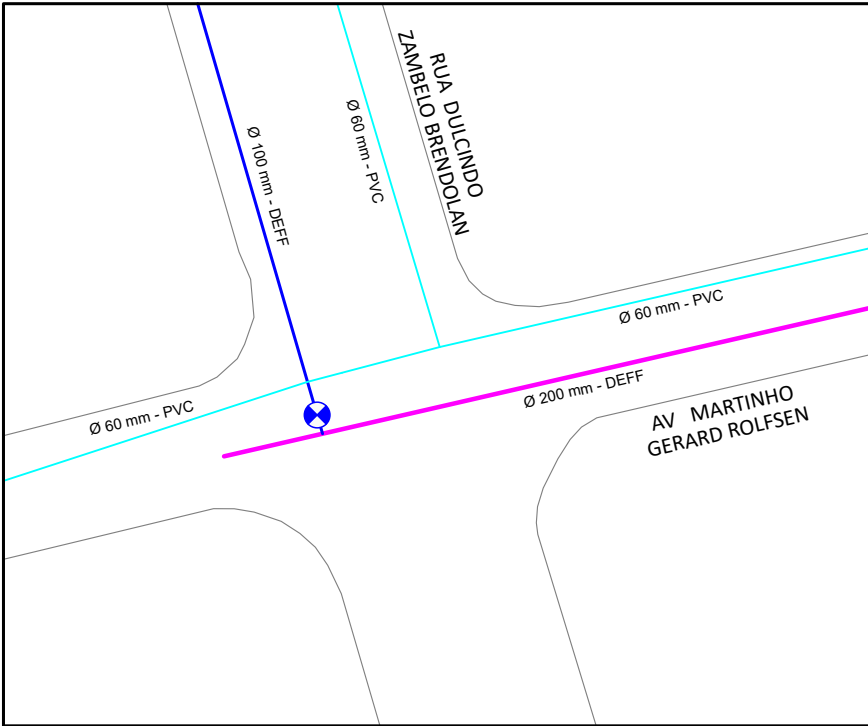 RUA DULCINDO
ZAMBELO BRENDOLAN
Ø 60 mm - PVC
Ø 100 mm - DEFF
Ø 60 mm - PVC
Ø 200 mm - DEFF
Ø 60 mm - PVC
AV MARTINHO
GERARD ROLFSEN